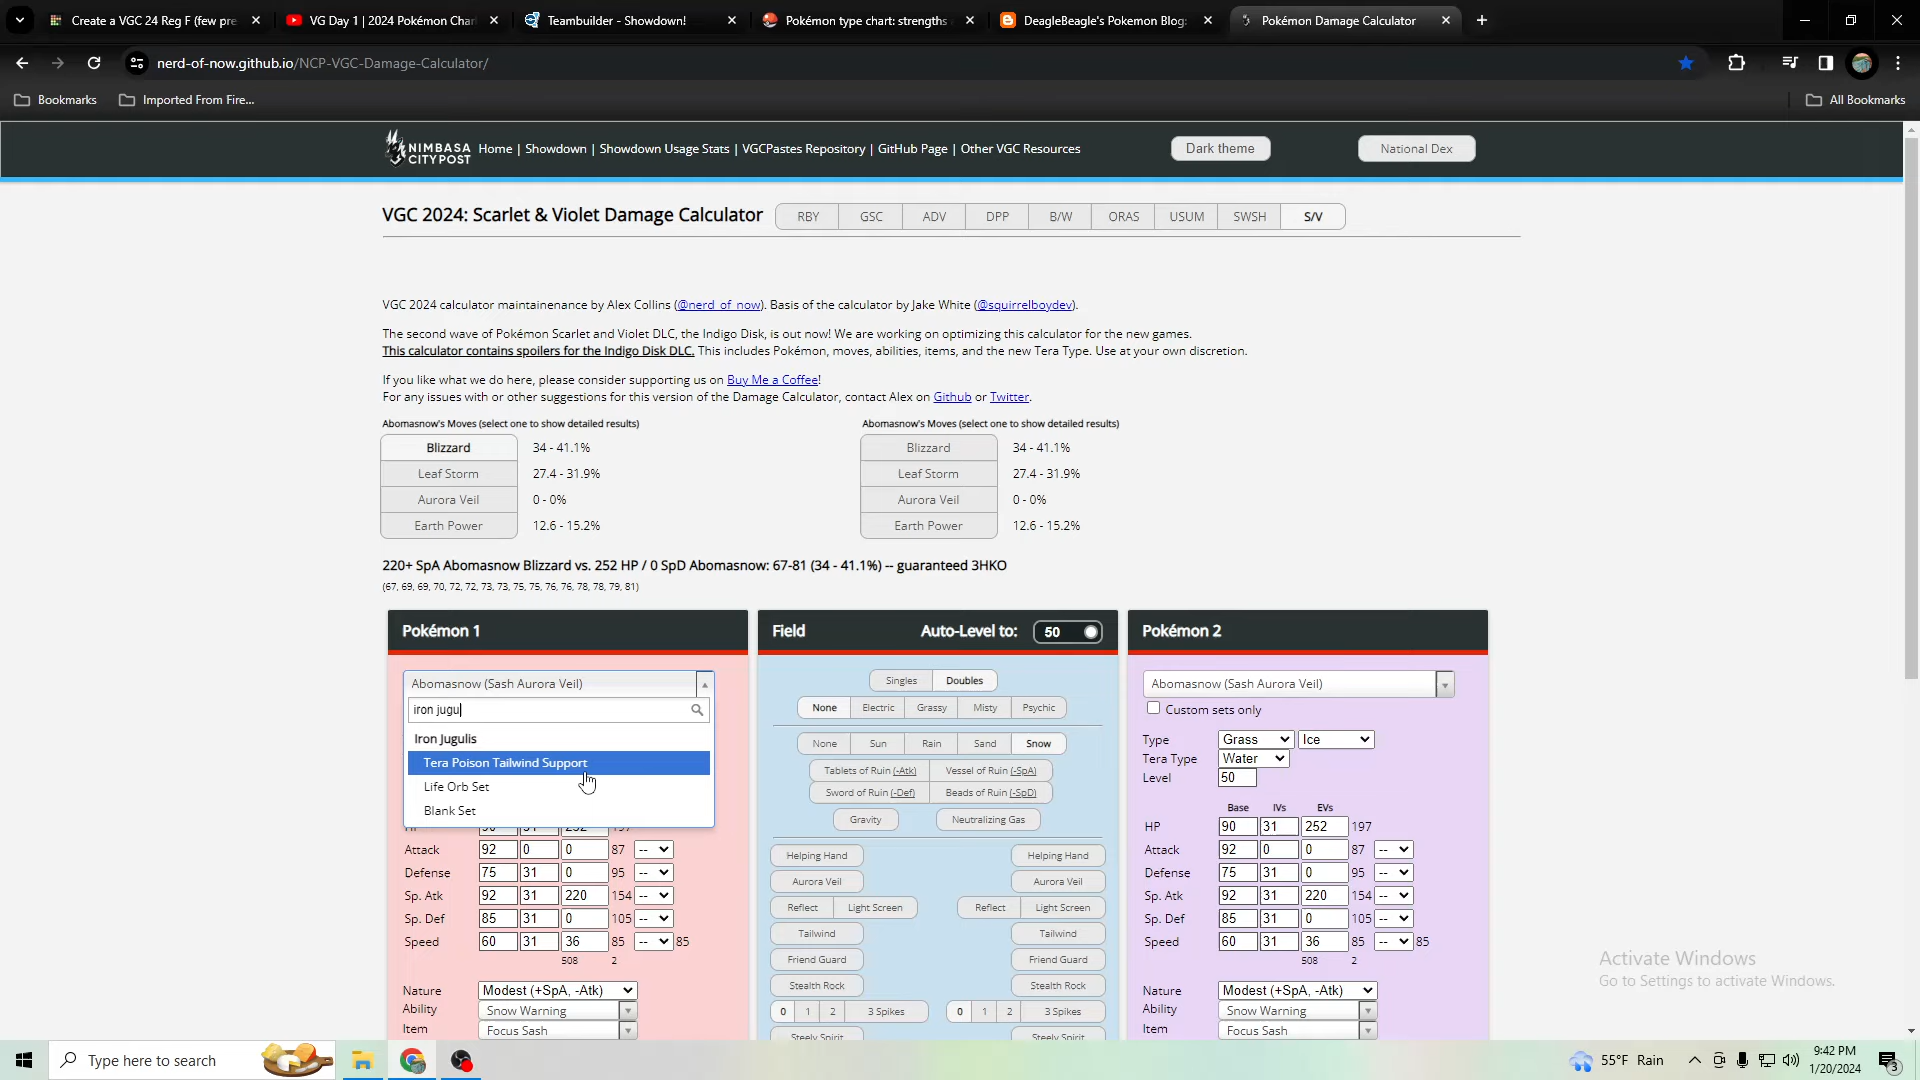 Create a VGC 24 Reg F (few pre
VG Day 1 | 2024 Pokémon Char
Teambuilder - Showdown!
Pokémon type chart: strengths
DeagleBeagle's Pokemon Blog:
Pokémon Damage Calculator
nerd-of-now.github.io/NCP-VGC-Damage-Calculator/
Bookmarks
Imported From Fire...
All Bookmarks
NIMBASA
CITYPOST
Home | Showdown | Showdown Usage Stats | VGCPastes Repository | GitHub Page | Other VGC Resources
Dark theme
National Dex
VGC 2024: Scarlet & Violet Damage Calculator
RBY GSC ADV DPP B/W ORAS USUM SWSH S/V
VGC 2024 calculator maintainenance by Alex Collins (@nerd_of_now). Basis of the calculator by Jake White (@squirrelboydev).
The second wave of Pokémon Scarlet and Violet DLC, the Indigo Disk, is out now! We are working on optimizing this calculator for the new games.
This calculator contains spoilers for the Indigo Disk DLC. This includes Pokémon, moves, abilities, items, and the new Tera Type. Use at your own discretion.
If you like what we do here, please consider supporting us on Buy Me a Coffee!
For any issues with or other suggestions for this version of the Damage Calculator, contact Alex on Github or Twitter.
Abomasnow's Moves (select one to show detailed results)
Blizzard 34 - 41.1%
Leaf Storm 27.4 - 31.9%
Aurora Veil 0 - 0%
Earth Power 12.6 - 15.2%
Abomasnow's Moves (select one to show detailed results)
Blizzard 34 - 41.1%
Leaf Storm 27.4 - 31.9%
Aurora Veil 0 - 0%
Earth Power 12.6 - 15.2%
220+ SpA Abomasnow Blizzard vs. 252 HP / 0 SpD Abomasnow: 67-81 (34 - 41.1%) -- guaranteed 3HKO
(67, 69, 69, 70, 72, 72, 73, 73, 75, 75, 76, 76, 78, 78, 79, 81)
Pokémon 1
Abomasnow (Sash Aurora Veil)
iron jugu
Iron Jugulis
Tera Poison Tailwind Support
Life Orb Set
Blank Set
Attack 92 0 0 87 --
Defense 75 31 0 95 --
Sp. Atk 92 31 220 154 --
Sp. Def 85 31 0 105 --
Speed 60 31 36 85 -- 85
508 2
Nature Modest (+SpA, -Atk)
Ability Snow Warning
Item Focus Sash
Field
Auto-Level to: 50
Singles Doubles
None Electric Grassy Misty Psychic
None Sun Rain Sand Snow
Tablets of Ruin (-Atk) Vessel of Ruin (-SpA)
Sword of Ruin (-Def) Beads of Ruin (-SpD)
Gravity Neutralizing Gas
Helping Hand Helping Hand
Aurora Veil Aurora Veil
Reflect Light Screen Reflect Light Screen
Tailwind Tailwind
Friend Guard Friend Guard
Stealth Rock Stealth Rock
0 1 2 3 Spikes 0 1 2 3 Spikes
Steely Spirit Steely Spirit
Pokémon 2
Abomasnow (Sash Aurora Veil)
Custom sets only
Type Grass Ice
Tera Type Water
Level 50
Base IVs EVs
HP 90 31 252 197
Attack 92 0 0 87 --
Defense 75 31 0 95 --
Sp. Atk 92 31 220 154 --
Sp. Def 85 31 0 105 --
Speed 60 31 36 85 -- 85
508 2
Nature Modest (+SpA, -Atk)
Ability Snow Warning
Item Focus Sash
Activate Windows
Go to Settings to activate Windows.
Type here to search
55°F Rain
9:42 PM
1/20/2024
3